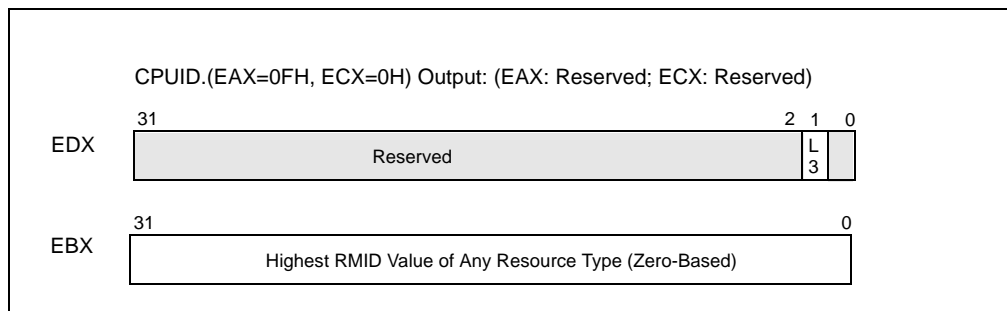 CPUID.(EAX=0FH, ECX=0H) Output: (EAX: Reserved; ECX: Reserved)
31 2 1 0
EDX Reserved L
3
31 0
EBX Highest RMID Value of Any Resource Type (Zero-Based)